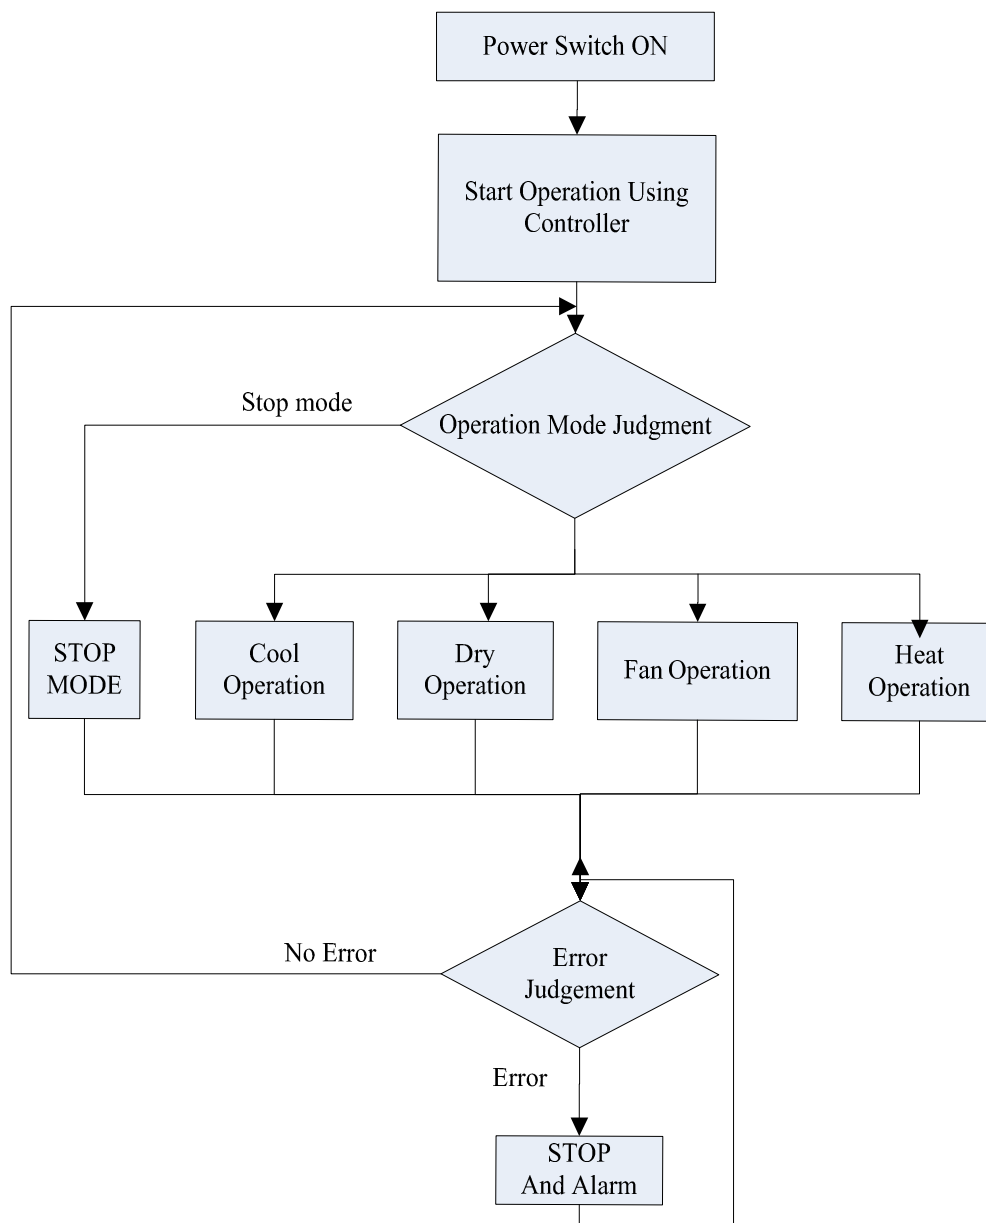 Power Switch ON
Start Operation Using
Controller
Stop mode
Operation Mode Judgment
STOP
MODE
Cool
Operation
Dry
Operation
Fan Operation
Heat
Operation
No Error
Error
Judgement
Error
STOP
And Alarm